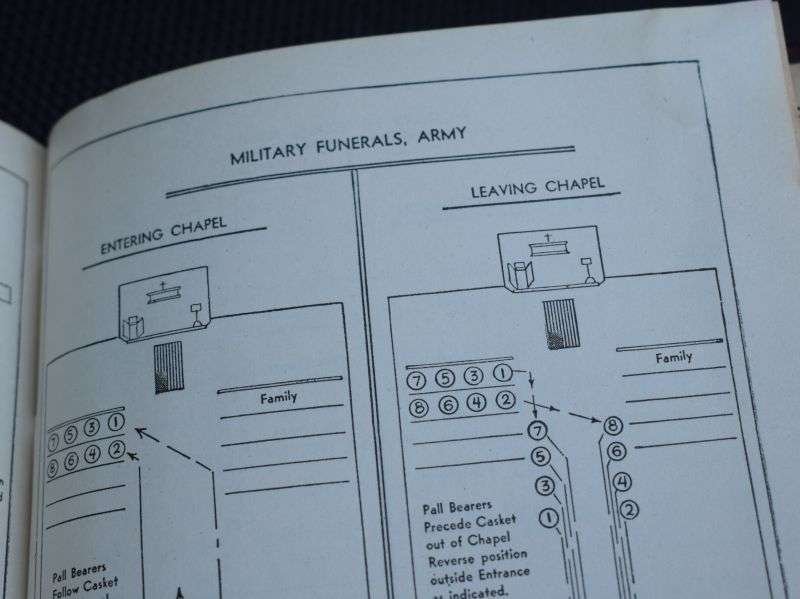 MILITARY FUNERALS, ARMY
ENTERING CHAPEL
Family
7 5 3 1
8 6 4 2
Pall Bearers
Follow Casket
LEAVING CHAPEL
Family
7 5 3 1
8 6 4 2
7 8
5 6
3 4
1 2
Pall Bearers
Precede Casket
out of Chapel
Reverse position
outside Entrance
as indicated.